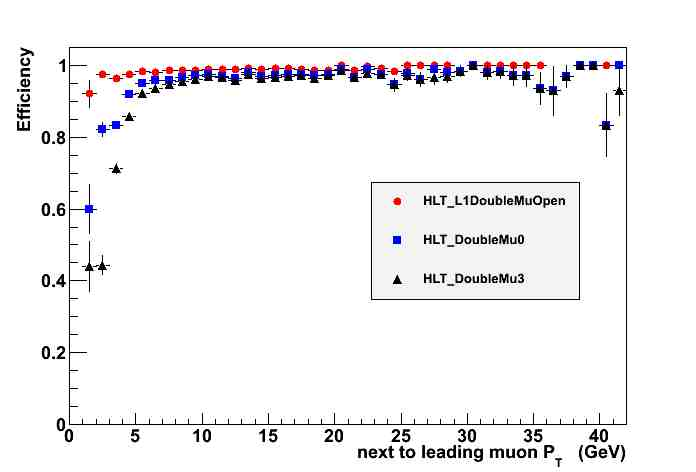 Efficiency
1
0.8
0.6
0.4
0.2
0
HLT_L1DoubleMuOpen
HLT_DoubleMu0
HLT_DoubleMu3
0 5 10 15 20 25 30 35 40
next to leading muon P_T (GeV)